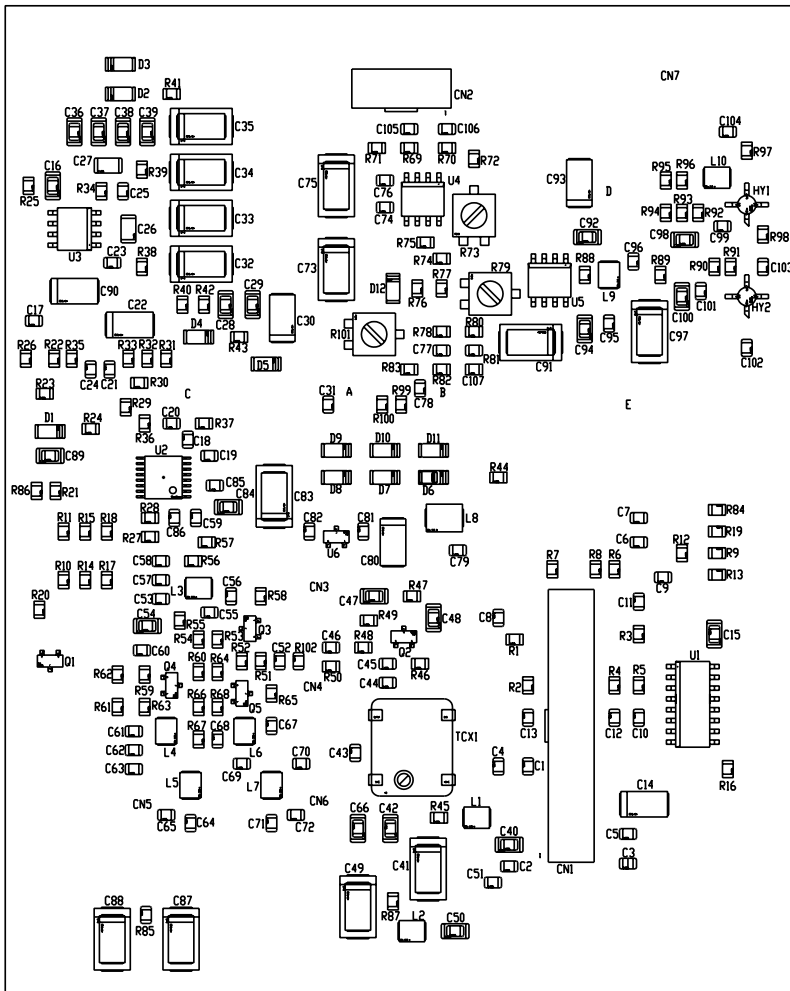 D3
CN7
D2
R41
CN2
C36 C37 C38 C39
C35
C105 C106
C104
R71 R69 R70
R72
R97
C27
R39
C34
C75
C76
U4
C93
R95 R96
L10
C16
R25
R34
C25
C74
R73
D
HY1
R94 R93 R92
C26
C33
U3
C92
C98 C99
R98
R75
R74
C23
R38
C32
C73
R77
D12
R76
R79
U5
R88
C96
L9
R89
R90 R91
C103
C90
R40 R42
C28
C29
C30
C100 C101
HY2
C17
C22
D4
R43
R101
R78 R80
C91
C94 C95
C97
C102
R26 R22 R35
R33 R32 R31
D5
C77
R81
C24 C21
R30
R83 R82 C107
R23
C
C31
A
R100 R99
C78
B
E
R29
R36
C20
R37
D1
R24
C18
C19
C89
U2
D9 D10 D11
C85
C83
D8 D7 D6
R44
R86 R21
C84
R28
C86 C59
L8
R84
C7
R11 R15 R18
R27
R57
C82
U6
C81
C80
C79
C6
R12
R19
R9
R10 R14 R17
C58
R56
C57
L3
CN3
R7 R8 R6
C9
R13
C53
C56
R58
C47
R47
R20
C55
C54
R55
R49
C48
C8
C11
R54 R53
Q3
R3
C15
C46 R48
Q2
R1
C60
R52
C52 R102
U1
Q1
R60 R64
R51
R50
C45
R46
R62
R59
Q4
CN4
C44
R2
R4 R5
R65
Q5
R61 R63
R66 R68
TCX1
C61
R67 C68
C67
C13
C12 C10
C62
L4
L6
C43
C63
C69
C70
C4 C1
R16
L5 L7
CN5
CN6
C14
C65 C64
C71 C72
C66 C42
R45
L1
C5
C40
C3
C49
C41
C2
CN1
C51
C88
C87
R85
R87
L2
C50